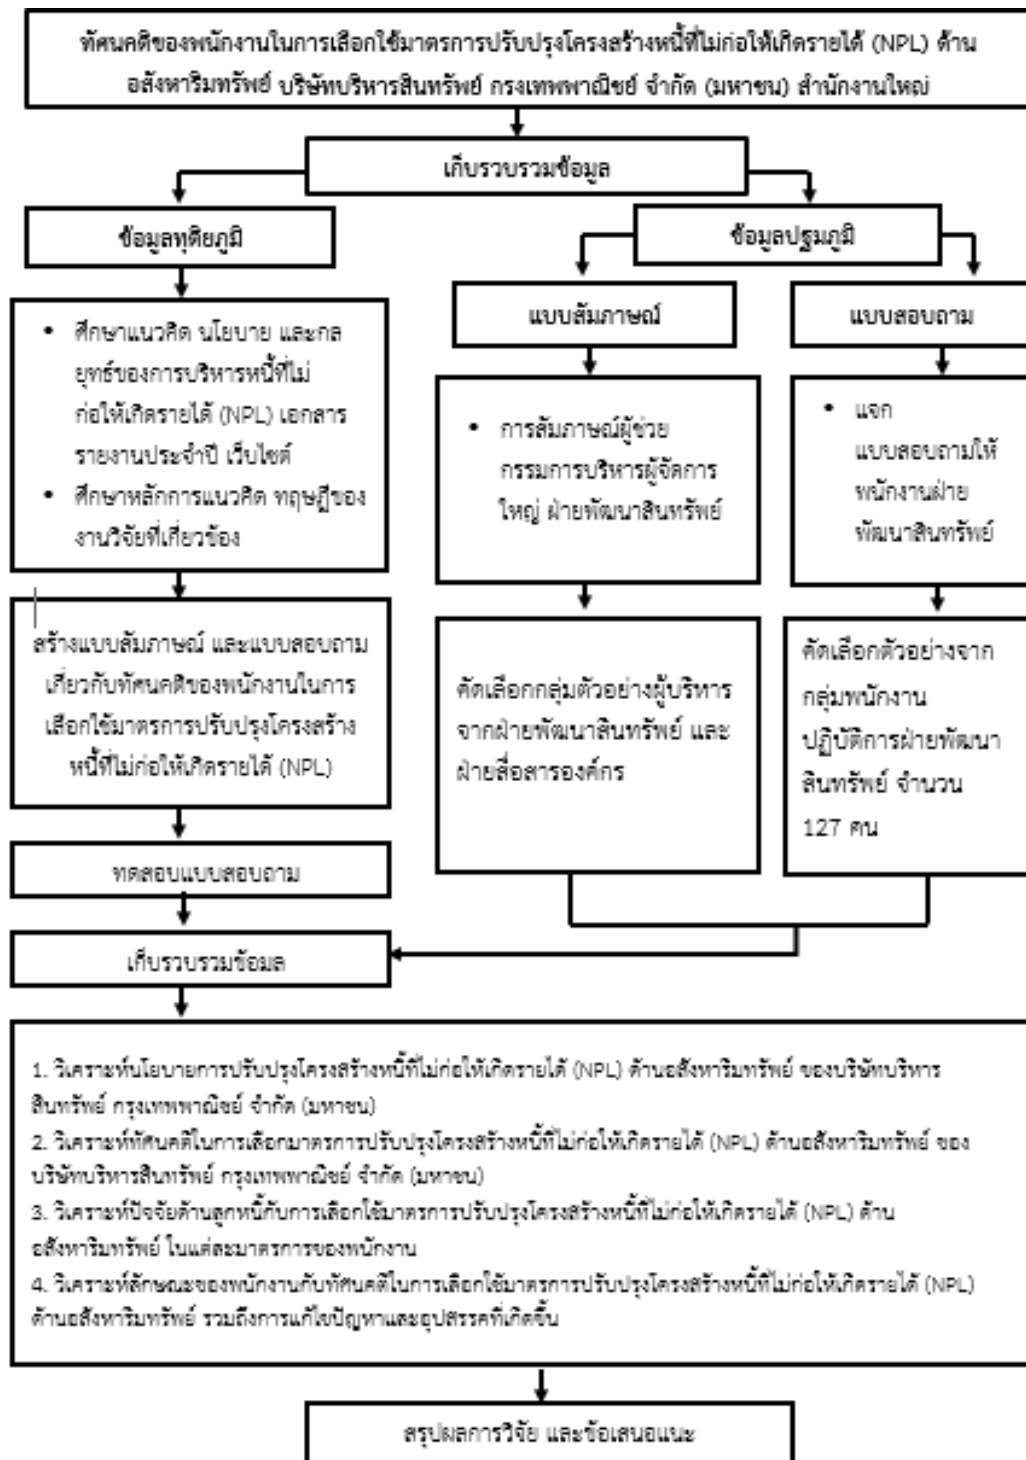 ทัศนคติของพนักงานในการเลือกใช้มาตรการปรับปรุงโครงสร้างหนี้ที่ไม่ก่อให้เกิดรายได้ (NPL) ด้าน
อสังหาริมทรัพย์ บริษัทบริหารสินทรัพย์ กรุงเทพพาณิชย์ จำกัด (มหาชน) สำนักงานใหญ่
เก็บรวบรวมข้อมูล
ข้อมูลทุติยภูมิ
• ศึกษาแนวคิด นโยบาย และกล
ยุทธ์ของการบริหารหนี้ที่ไม่
ก่อให้เกิดรายได้ (NPL) เอกสาร
รายงานประจำปี เว็บไซต์
• ศึกษาหลักการแนวคิด ทฤษฎีของ
งานวิจัยที่เกี่ยวข้อง
สร้างแบบสัมภาษณ์ และแบบสอบถาม
เกี่ยวกับทัศนคติของพนักงานในการ
เลือกใช้มาตรการปรับปรุงโครงสร้าง
หนี้ที่ไม่ก่อให้เกิดรายได้ (NPL)
ทดสอบแบบสอบถาม
ข้อมูลปฐมภูมิ
แบบสัมภาษณ์
• การสัมภาษณ์ผู้ช่วย
กรรมการบริหารผู้จัดการ
ใหญ่ ฝ่ายพัฒนาสินทรัพย์
คัดเลือกกลุ่มตัวอย่างผู้บริหาร
จากฝ่ายพัฒนาสินทรัพย์ และ
ฝ่ายสื่อสารองค์กร
แบบสอบถาม
• แจก
แบบสอบถามให้
พนักงานฝ่าย
พัฒนาสินทรัพย์
คัดเลือกตัวอย่างจาก
กลุ่มพนักงาน
ปฏิบัติการฝ่ายพัฒนา
สินทรัพย์ จำนวน
127 คน
เก็บรวบรวมข้อมูล
1. วิเคราะห์นโยบายการปรับปรุงโครงสร้างหนี้ที่ไม่ก่อให้เกิดรายได้ (NPL) ด้านอสังหาริมทรัพย์ ของบริษัทบริหาร
สินทรัพย์ กรุงเทพพาณิชย์ จำกัด (มหาชน)
2. วิเคราะห์ทัศนคติในการเลือกมาตรการปรับปรุงโครงสร้างหนี้ที่ไม่ก่อให้เกิดรายได้ (NPL) ด้านอสังหาริมทรัพย์ ของ
บริษัทบริหารสินทรัพย์ กรุงเทพพาณิชย์ จำกัด (มหาชน)
3. วิเคราะห์ปัจจัยด้านลูกหนี้กับการเลือกใช้มาตรการปรับปรุงโครงสร้างหนี้ที่ไม่ก่อให้เกิดรายได้ (NPL) ด้าน
อสังหาริมทรัพย์ ในแต่ละมาตรการของพนักงาน
4. วิเคราะห์ลักษณะของพนักงานกับทัศนคติในการเลือกใช้มาตรการปรับปรุงโครงสร้างหนี้ที่ไม่ก่อให้เกิดรายได้ (NPL)
ด้านอสังหาริมทรัพย์ รวมถึงการแก้ไขปัญหาและอุปสรรคที่เกิดขึ้น
สรุปผลการวิจัย และข้อเสนอแนะ